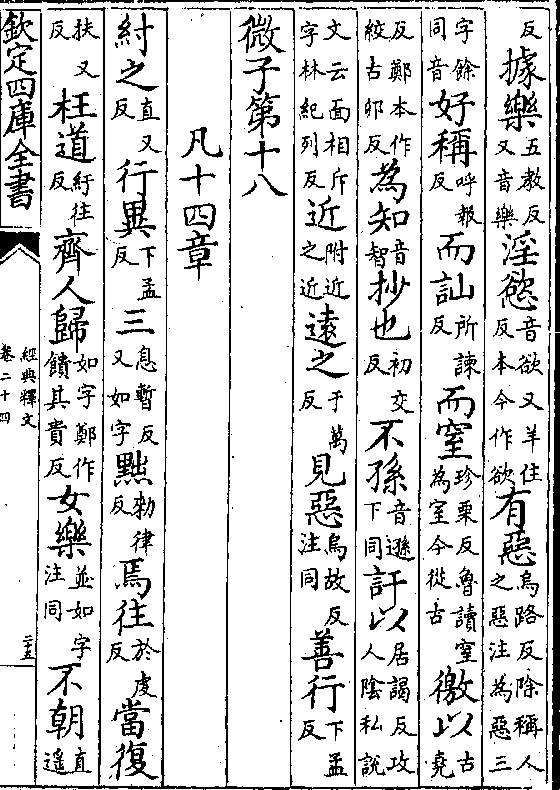 反據樂五教反又音樂淫慾音欲又羊住反本今作欲有惡烏路反除稱人之惡注為惡三
字餘同音好稱呼報反而訕所諫反而窒珍栗反魯讀窒為室今從古徼以古堯
反鄭本作絞古卯反為知音智抄也初交反不孫音遜下同訐以居謁反攻人陰私説
文云面相斥字林紀列反近附近之近遠之于萬反見惡烏故反注同善行下孟反
微子第十八
凡十四章
紂之直又反行異下孟反三息暫反又如字黜勑律反焉往於虔反當復
扶又反枉道紆往反齊人歸如字鄭作饋其貴反女樂並如字注同不朝直遥
欽定四庫全書
經典釋文
卷二十四
二五